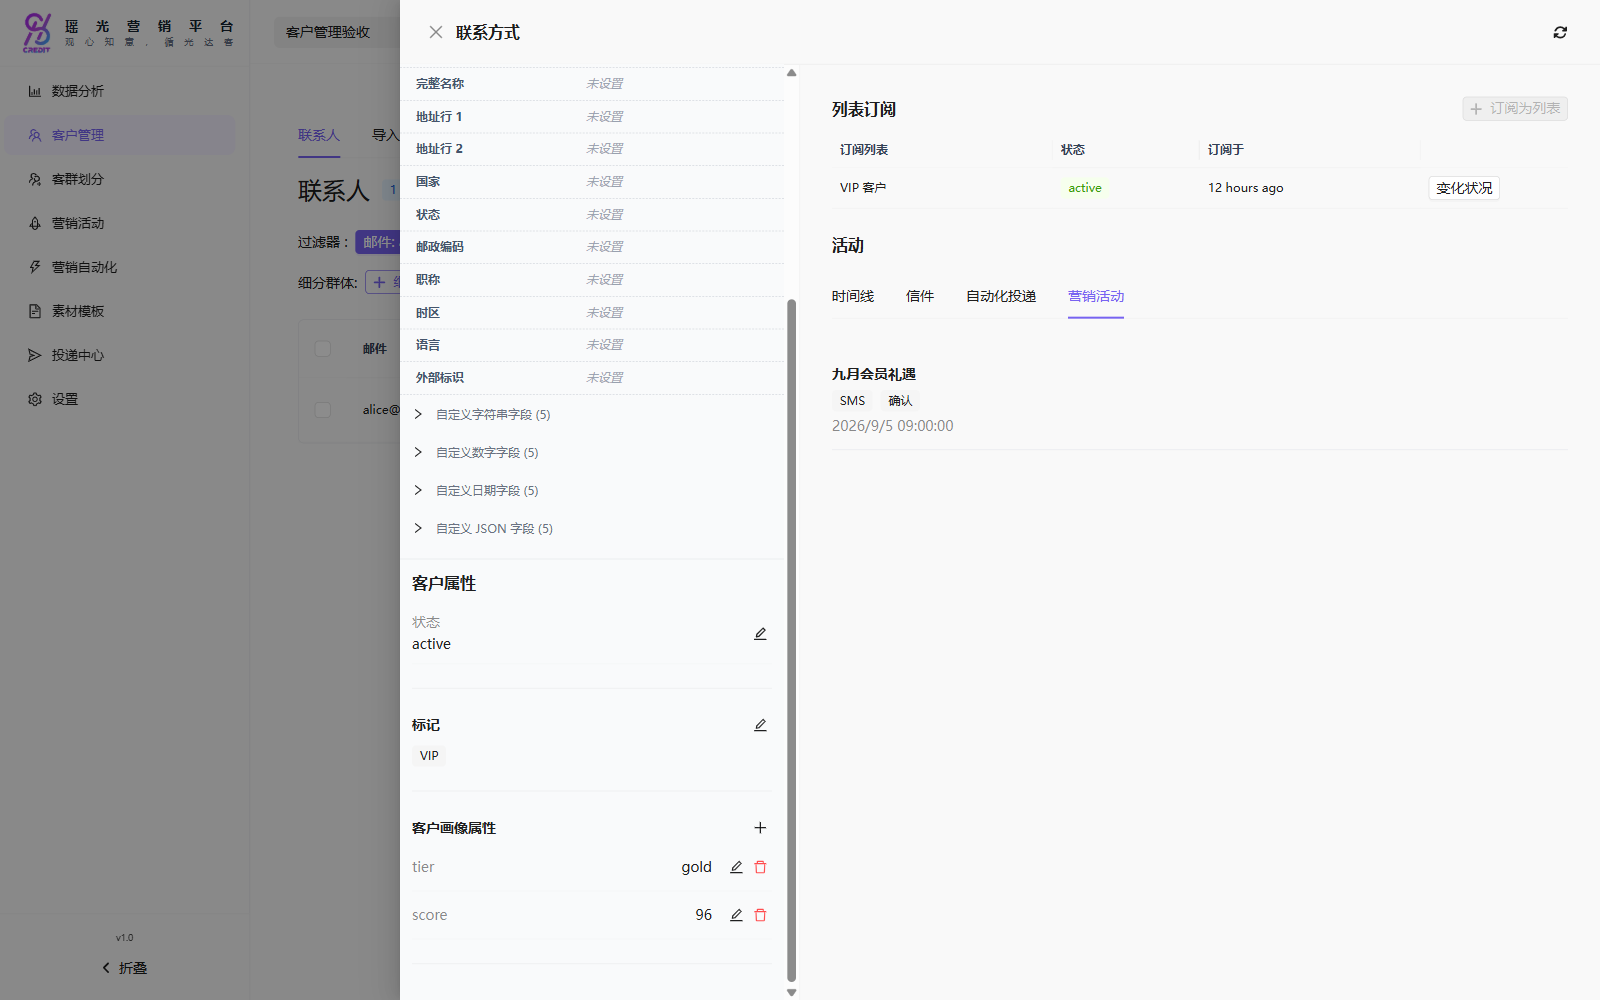 瑶光营销平台
观心知意，循光达客
CREDIT
数据分析
客户管理
客群划分
营销活动
营销自动化
素材模板
投递中心
设置
v1.0
折叠
客户管理验收
联系人
导入
联系人 1
过滤器：
邮件:
细分群体:
邮件
alice@
联系方式
完整名称 未设置
地址行 1 未设置
地址行 2 未设置
国家 未设置
状态 未设置
邮政编码 未设置
职称 未设置
时区 未设置
语言 未设置
外部标识 未设置
自定义字符串字段 (5)
自定义数字字段 (5)
自定义日期字段 (5)
自定义 JSON 字段 (5)
客户属性
状态
active
标记
VIP
客户画像属性
tier gold
score 96
列表订阅
订阅为列表
订阅列表 状态 订阅于
VIP 客户 active 12 hours ago 变化状况
活动
时间线 信件 自动化投递 营销活动
九月会员礼遇
SMS 确认
2026/9/5 09:00:00